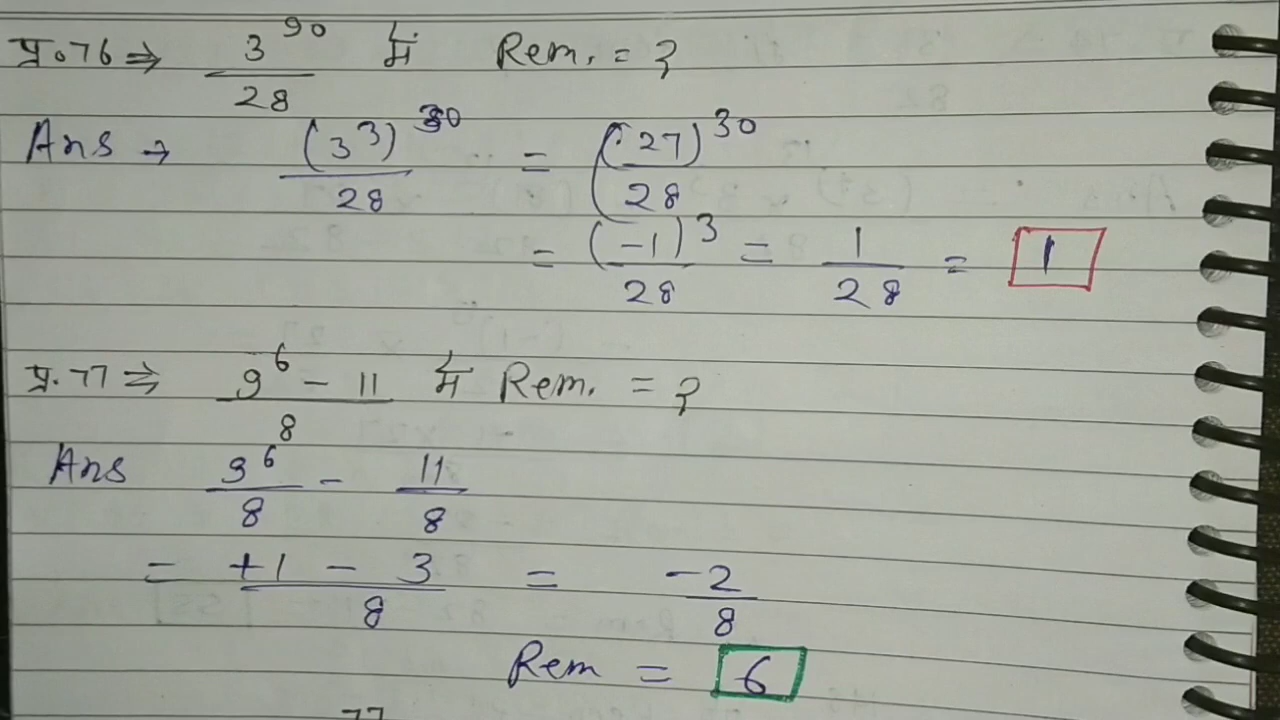 प्र.76 ⇒ 3^90 / 28 में Rem. = ?
Ans → (3^3)^30 / 28 = (27)^30 / 28
= (-1)^3 / 28 = 1 / 28 = 1
प्र.77 ⇒ 9^6 - 11 / 8 में Rem. = ?
Ans 9^6 / 8 - 11 / 8
= +1 - 3 / 8 = -2 / 8
Rem = 6
77